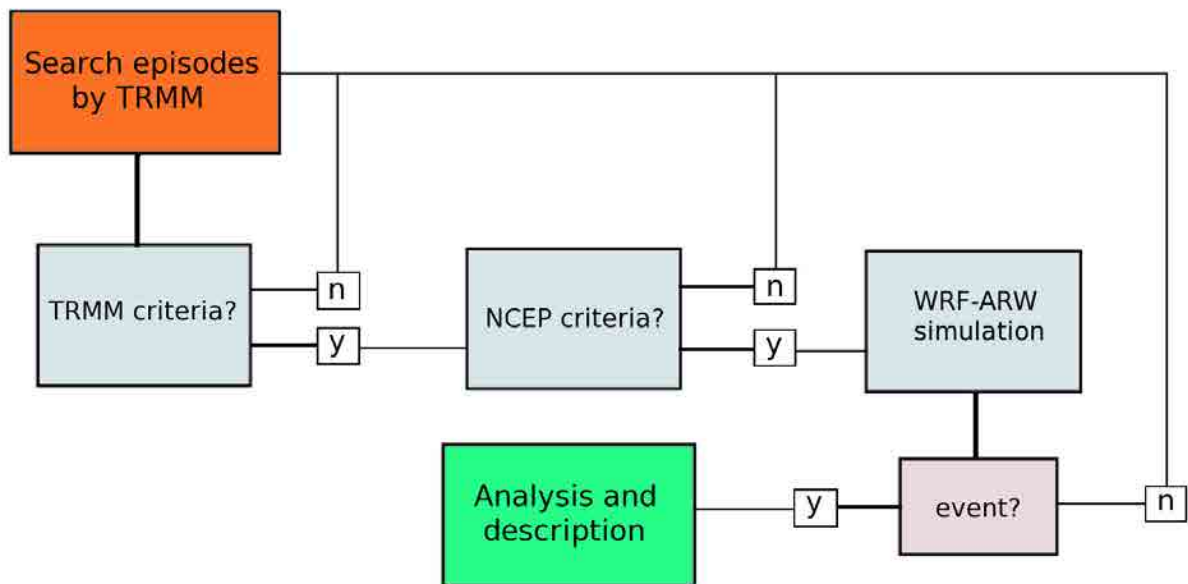 Search episodes
by TRMM
TRMM criteria?
n
y
NCEP criteria?
n
y
WRF-ARW
simulation
Analysis and
description
y
event?
n